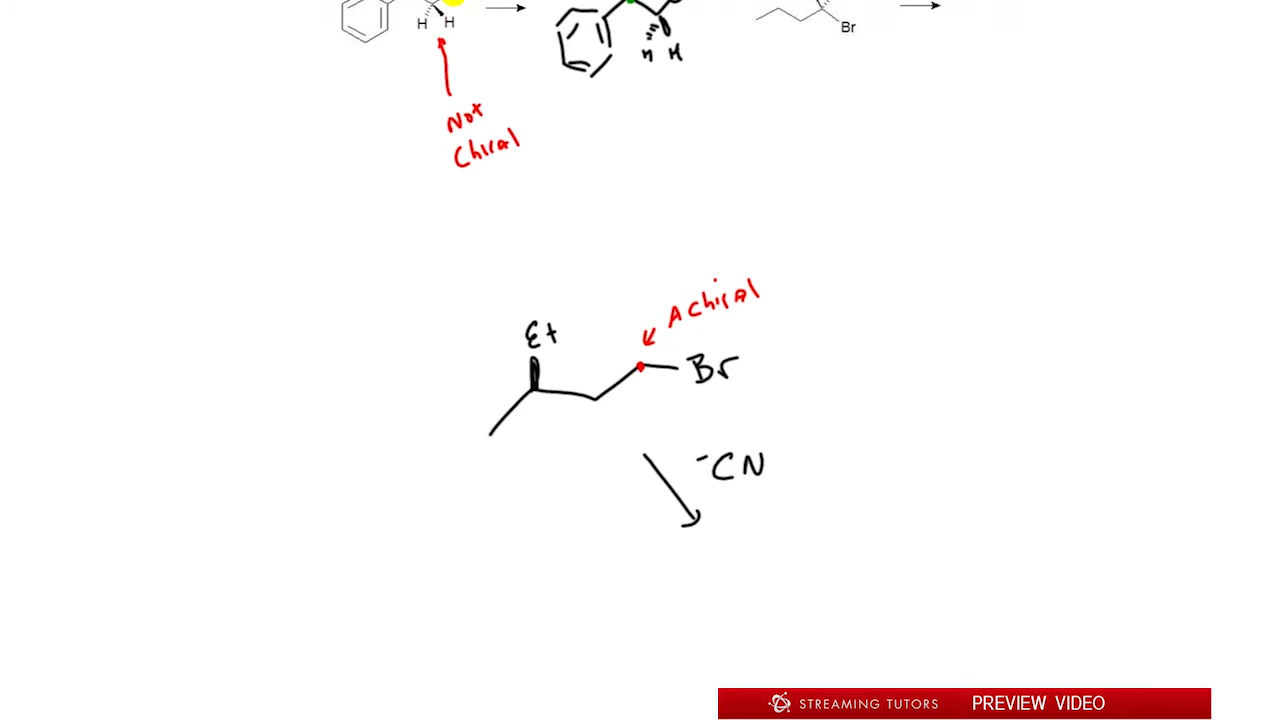 H H
H H
Br
Not
Chiral
Achiral
Et
Br
-CN
STREAMING TUTORS PREVIEW VIDEO